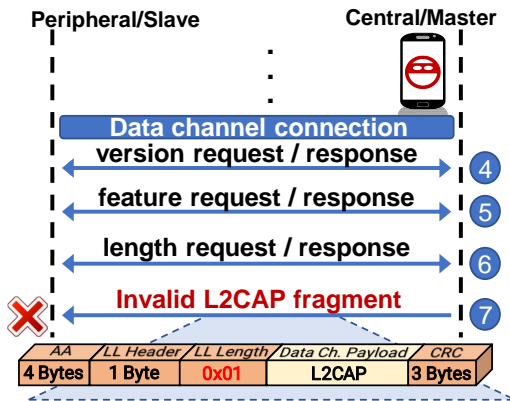 Peripheral/Slave Central/Master
Data channel connection
version request / response 4
feature request / response 5
length request / response 6
Invalid L2CAP fragment 7
AA LL Header LL Length Data Ch. Payload CRC
4 Bytes 1 Byte 0x01 L2CAP 3 Bytes